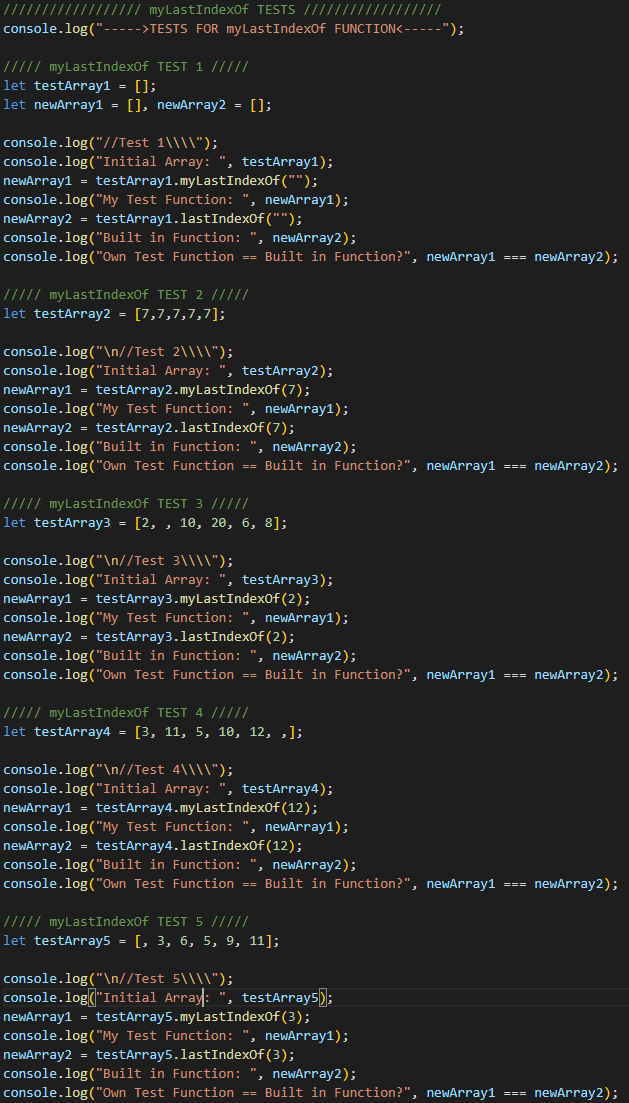 ////////////////// myLastIndexOf TESTS //////////////////
console.log("----->TESTS FOR myLastIndexOf FUNCTION<-----");
///// myLastIndexOf TEST 1 /////
let testArray1 = [];
let newArray1 = [], newArray2 = [];
console.log("//Test 1\\\\");
console.log("Initial Array: ", testArray1);
newArray1 = testArray1.myLastIndexOf("");
console.log("My Test Function: ", newArray1);
newArray2 = testArray1.lastIndexOf("");
console.log("Built in Function: ", newArray2);
console.log("Own Test Function == Built in Function?", newArray1 === newArray2);
///// myLastIndexOf TEST 2 /////
let testArray2 = [7,7,7,7,7];
console.log("\n//Test 2\\\\");
console.log("Initial Array: ", testArray2);
newArray1 = testArray2.myLastIndexOf(7);
console.log("My Test Function: ", newArray1);
newArray2 = testArray2.lastIndexOf(7);
console.log("Built in Function: ", newArray2);
console.log("Own Test Function == Built in Function?", newArray1 === newArray2);
///// myLastIndexOf TEST 3 /////
let testArray3 = [2, , 10, 20, 6, 8];
console.log("\n//Test 3\\\\");
console.log("Initial Array: ", testArray3);
newArray1 = testArray3.myLastIndexOf(2);
console.log("My Test Function: ", newArray1);
newArray2 = testArray3.lastIndexOf(2);
console.log("Built in Function: ", newArray2);
console.log("Own Test Function == Built in Function?", newArray1 === newArray2);
///// myLastIndexOf TEST 4 /////
let testArray4 = [3, 11, 5, 10, 12, ,];
console.log("\n//Test 4\\\\");
console.log("Initial Array: ", testArray4);
newArray1 = testArray4.myLastIndexOf(12);
console.log("My Test Function: ", newArray1);
newArray2 = testArray4.lastIndexOf(12);
console.log("Built in Function: ", newArray2);
console.log("Own Test Function == Built in Function?", newArray1 === newArray2);
///// myLastIndexOf TEST 5 /////
let testArray5 = [, 3, 6, 5, 9, 11];
console.log("\n//Test 5\\\\");
console.log("Initial Array: ", testArray5);
newArray1 = testArray5.myLastIndexOf(3);
console.log("My Test Function: ", newArray1);
newArray2 = testArray5.lastIndexOf(3);
console.log("Built in Function: ", newArray2);
console.log("Own Test Function == Built in Function?", newArray1 === newArray2);